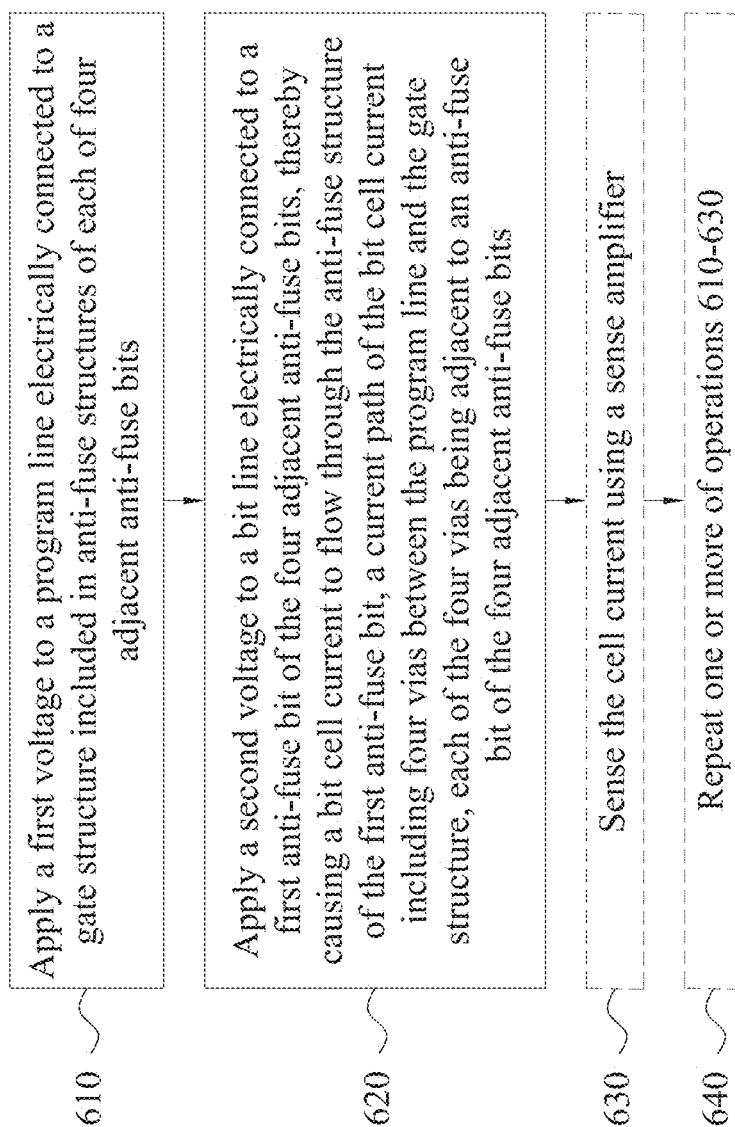 610
Apply a first voltage to a program line electrically connected to a
gate structure included in anti-fuse structures of each of four
adjacent anti-fuse bits
620
Apply a second voltage to a bit line electrically connected to a
first anti-fuse bit of the four adjacent anti-fuse bits, thereby
causing a bit cell current to flow through the anti-fuse structure
of the first anti-fuse bit, a current path of the bit cell current
including four vias between the program line and the gate
structure, each of the four vias being adjacent to an anti-fuse
bit of the four adjacent anti-fuse bits
630
Sense the cell current using a sense amplifier
640
Repeat one or more of operations 610-630